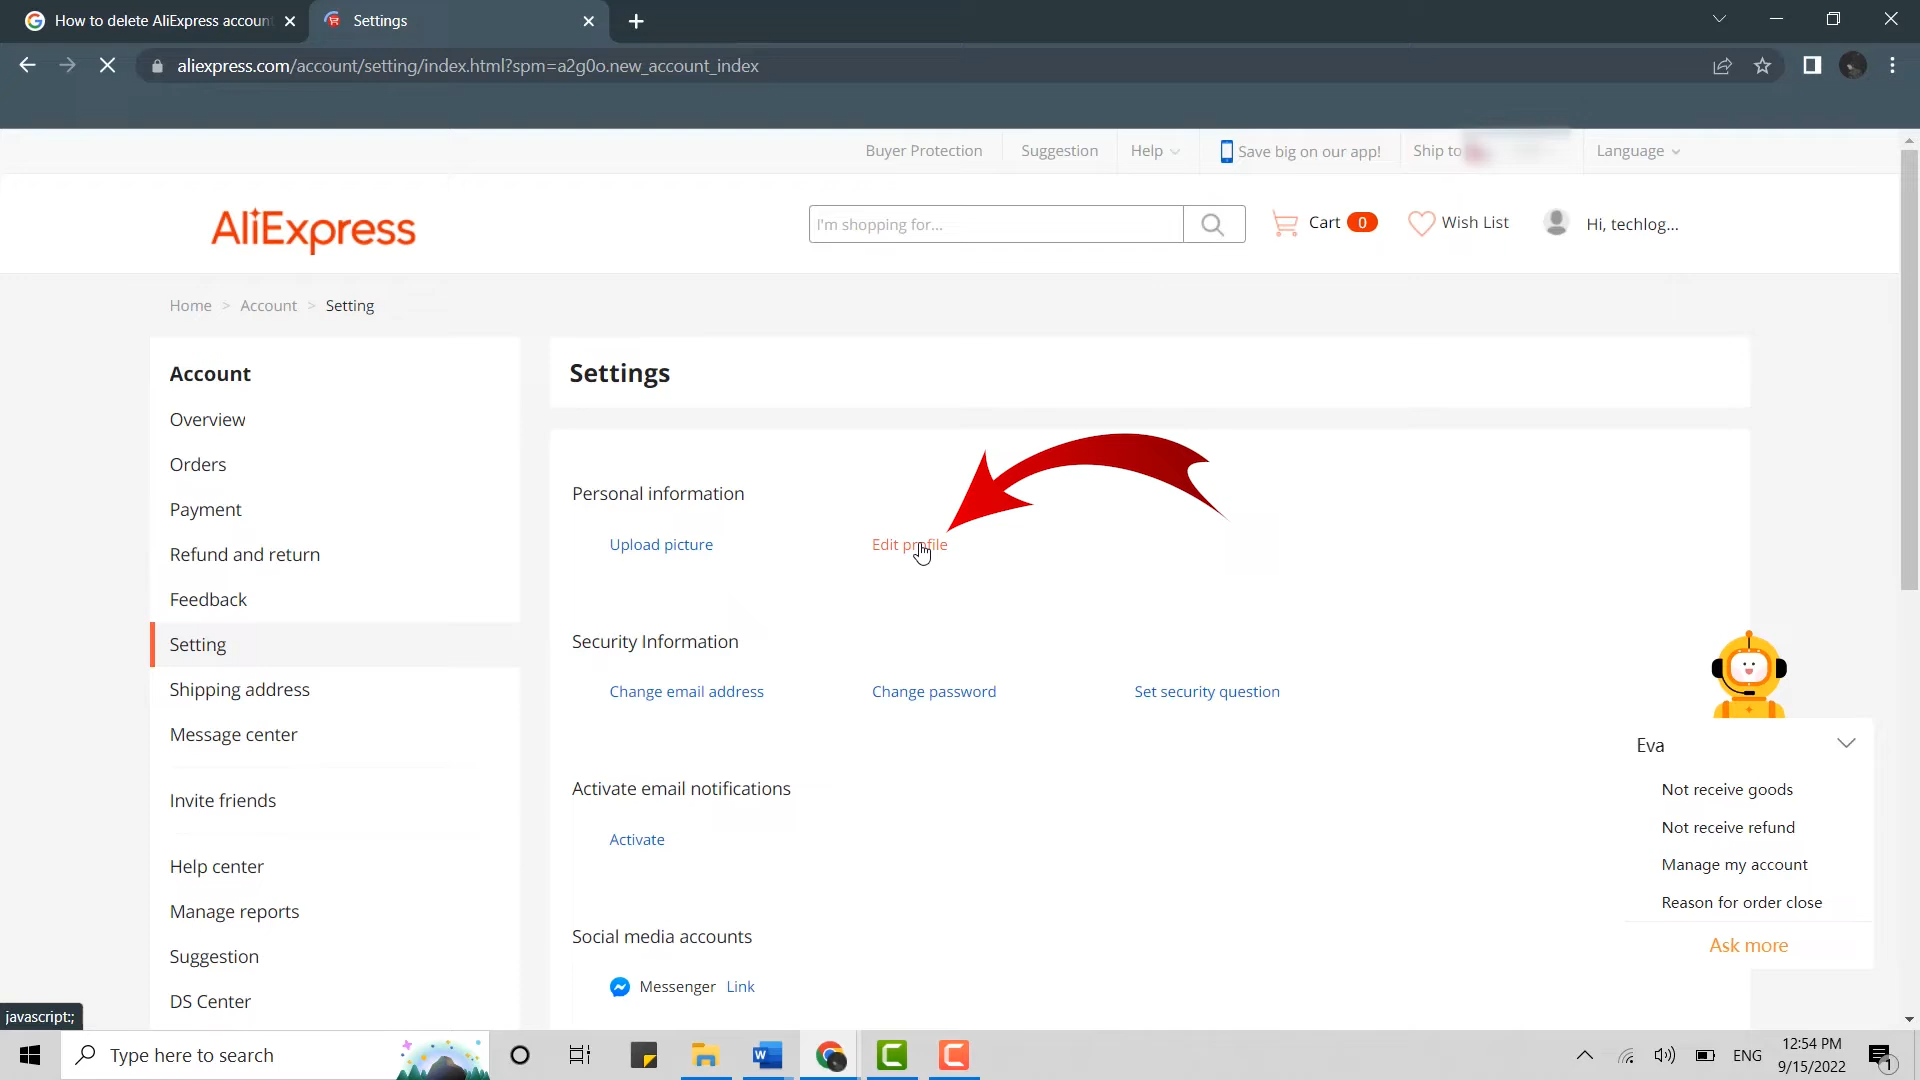 How to delete AliExpress accoun
Settings
aliexpress.com/account/setting/index.html?spm=a2g0o.new_account_index
Buyer Protection
Suggestion
Help
Save big on our app!
Ship to
Language
AliExpress
I'm shopping for...
Cart 0
Wish List
Hi, techlog...
Home > Account > Setting
Account
Overview
Orders
Payment
Refund and return
Feedback
Setting
Shipping address
Message center
Invite friends
Help center
Manage reports
Suggestion
DS Center
Settings
Personal information
Upload picture
Edit profile
Security Information
Change email address
Change password
Set security question
Activate email notifications
Activate
Social media accounts
Messenger Link
Eva
Not receive goods
Not receive refund
Manage my account
Reason for order close
Ask more
javascript:;
Type here to search
ENG
12:54 PM
9/15/2022
1